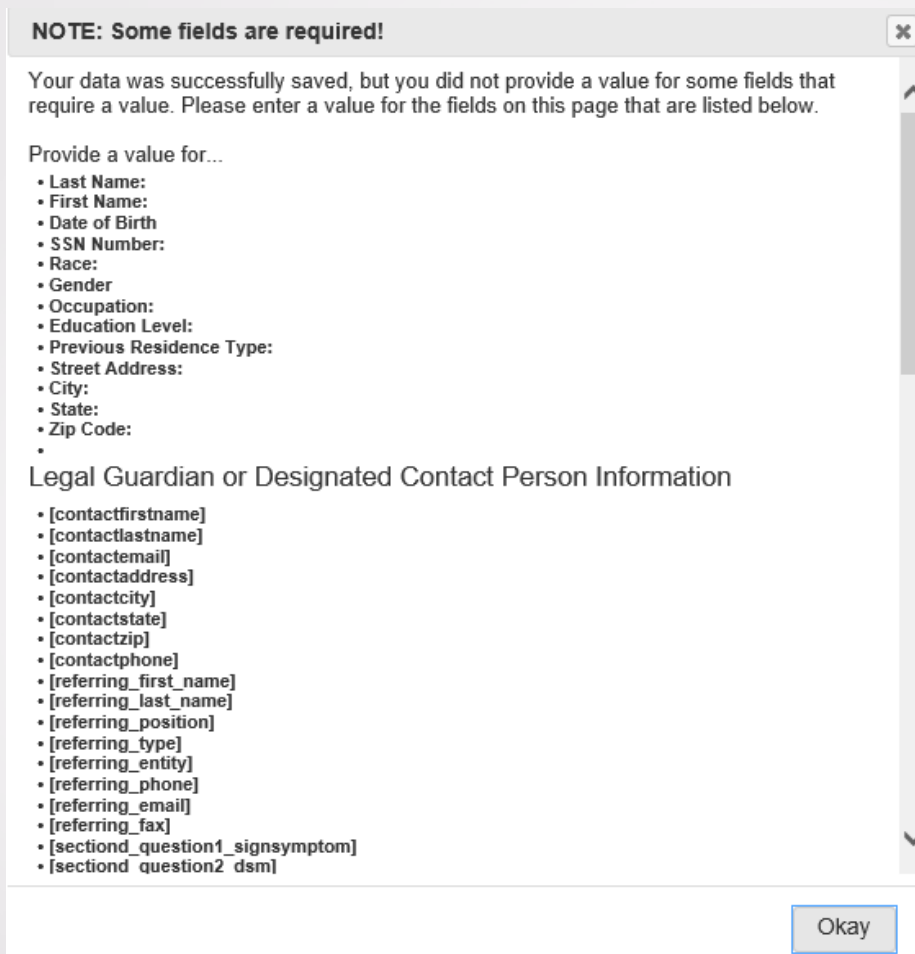 NOTE: Some fields are required!
Your data was successfully saved, but you did not provide a value for some fields that
require a value. Please enter a value for the fields on this page that are listed below.
Provide a value for...
• Last Name:
• First Name:
• Date of Birth
• SSN Number:
• Race:
• Gender
• Occupation:
• Education Level:
• Previous Residence Type:
• Street Address:
• City:
• State:
• Zip Code:
•
Legal Guardian or Designated Contact Person Information
• [contactfirstname]
• [contactlastname]
• [contactemail]
• [contactaddress]
• [contactcity]
• [contactstate]
• [contactzip]
• [contactphone]
• [referring_first_name]
• [referring_last_name]
• [referring_position]
• [referring_type]
• [referring_entity]
• [referring_phone]
• [referring_email]
• [referring_fax]
• [sectiond_question1_signsymptom]
• [sectiond_question2_dsm]
Okay